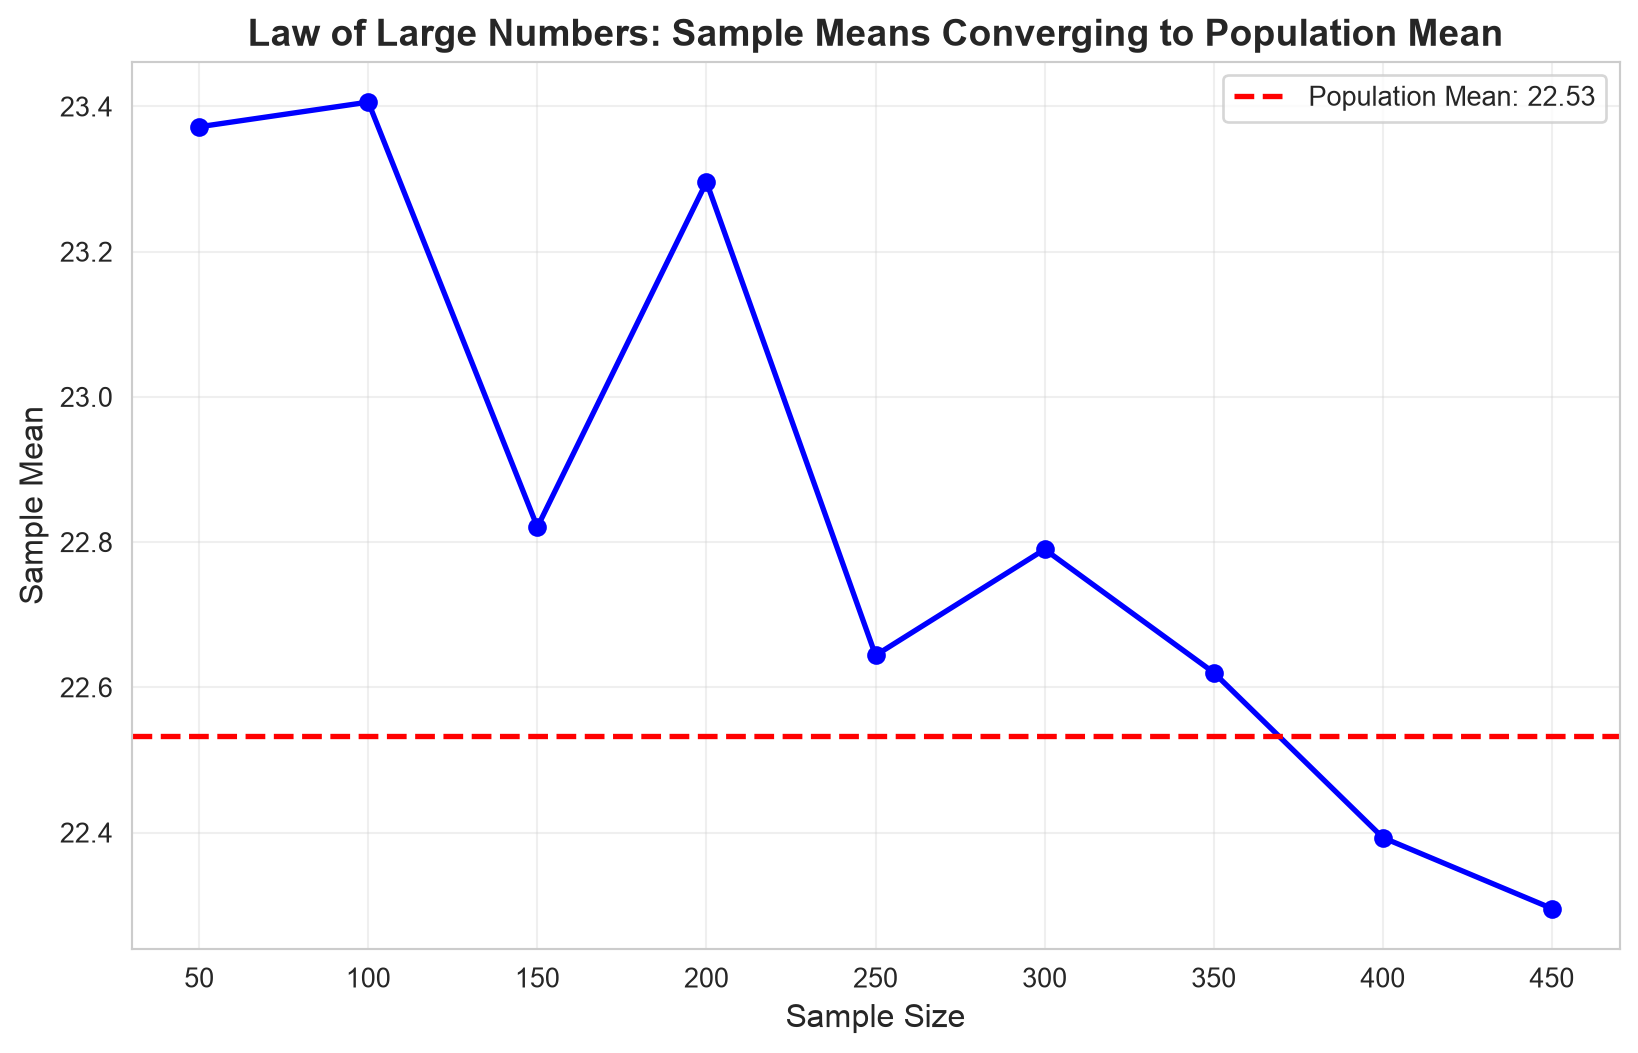 Law of Large Numbers: Sample Means Converging to Population Mean
Population Mean: 22.53
23.4
23.2
23.0
22.8
22.6
22.4
Sample Mean
50 100 150 200 250 300 350 400 450
Sample Size